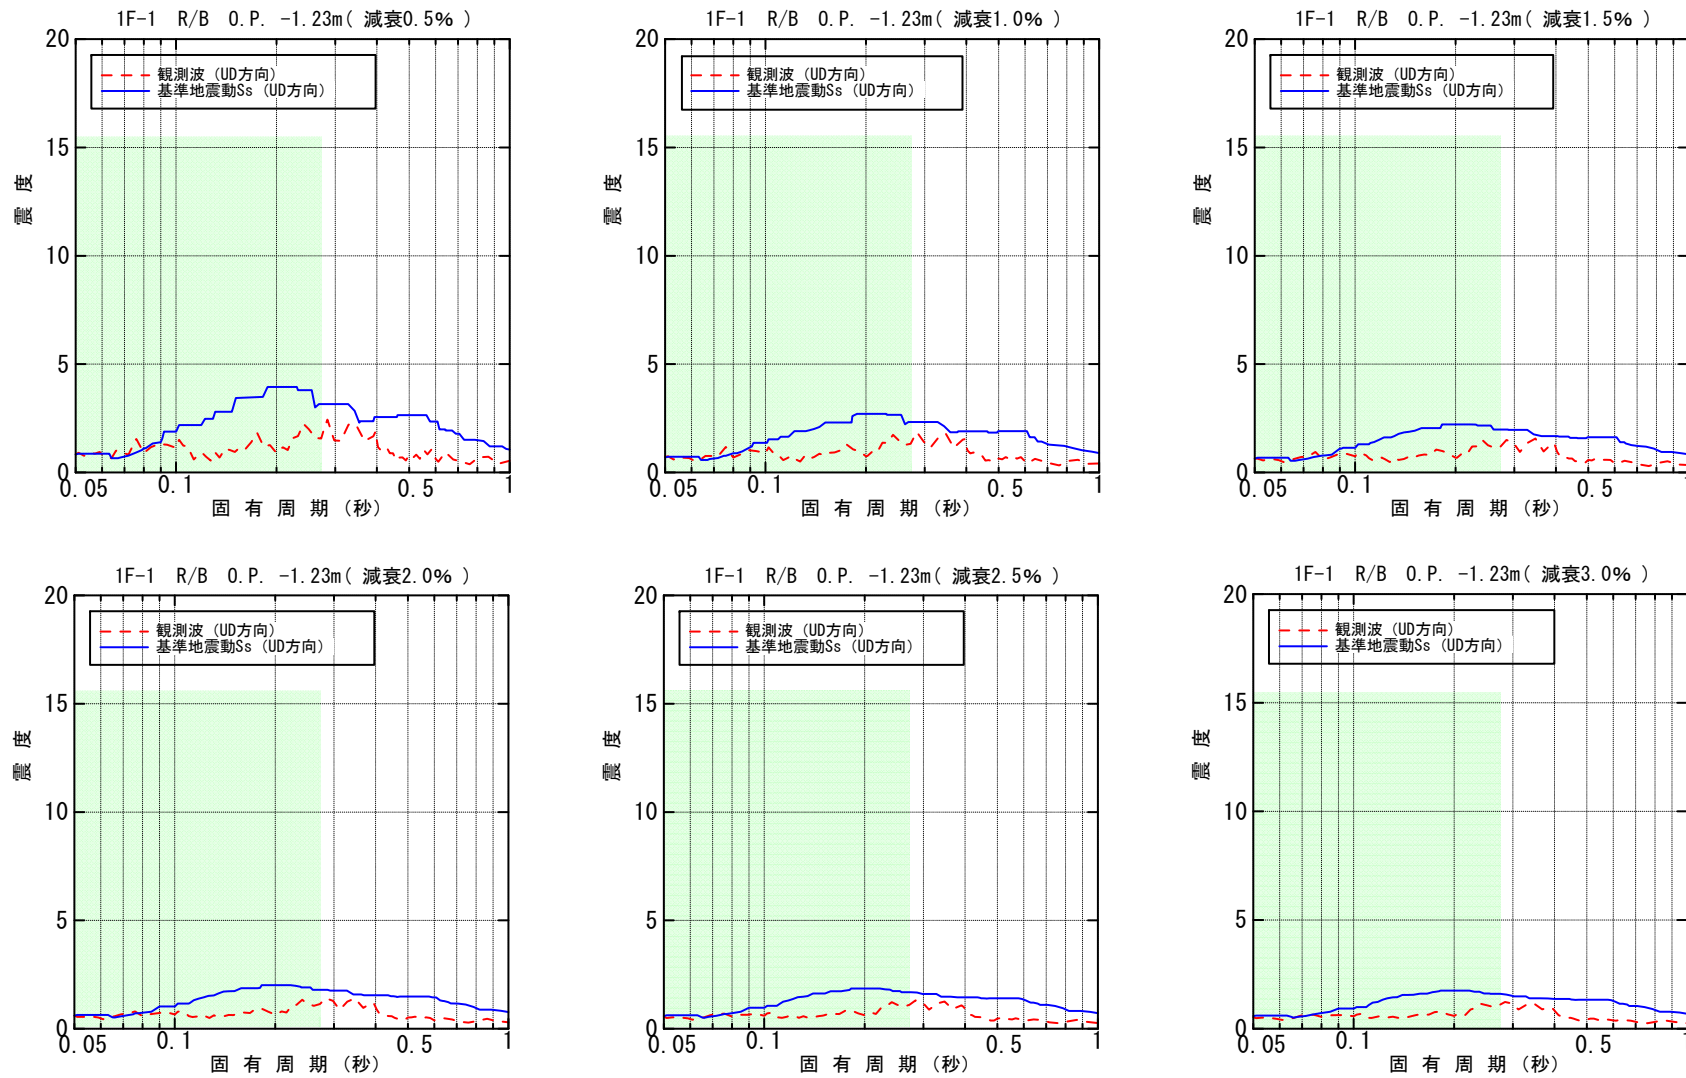 1F-1 R/B O.P. -1.23m( 減衰0.5% )
20
観測波 (UD方向)
基準地震動Ss (UD方向)
15
震 度
10
5
0
0.05 0.1 0.5 1
固 有 周 期 (秒)
1F-1 R/B O.P. -1.23m( 減衰1.0% )
20
観測波 (UD方向)
基準地震動Ss (UD方向)
15
震 度
10
5
0
0.05 0.1 0.5 1
固 有 周 期 (秒)
1F-1 R/B O.P. -1.23m( 減衰1.5% )
20
観測波 (UD方向)
基準地震動Ss (UD方向)
15
震 度
10
5
0
0.05 0.1 0.5 1
固 有 周 期 (秒)
1F-1 R/B O.P. -1.23m( 減衰2.0% )
20
観測波 (UD方向)
基準地震動Ss (UD方向)
15
震 度
10
5
0
0.05 0.1 0.5 1
固 有 周 期 (秒)
1F-1 R/B O.P. -1.23m( 減衰2.5% )
20
観測波 (UD方向)
基準地震動Ss (UD方向)
15
震 度
10
5
0
0.05 0.1 0.5 1
固 有 周 期 (秒)
1F-1 R/B O.P. -1.23m( 減衰3.0% )
20
観測波 (UD方向)
基準地震動Ss (UD方向)
15
震 度
10
5
0
0.05 0.1 0.5 1
固 有 周 期 (秒)